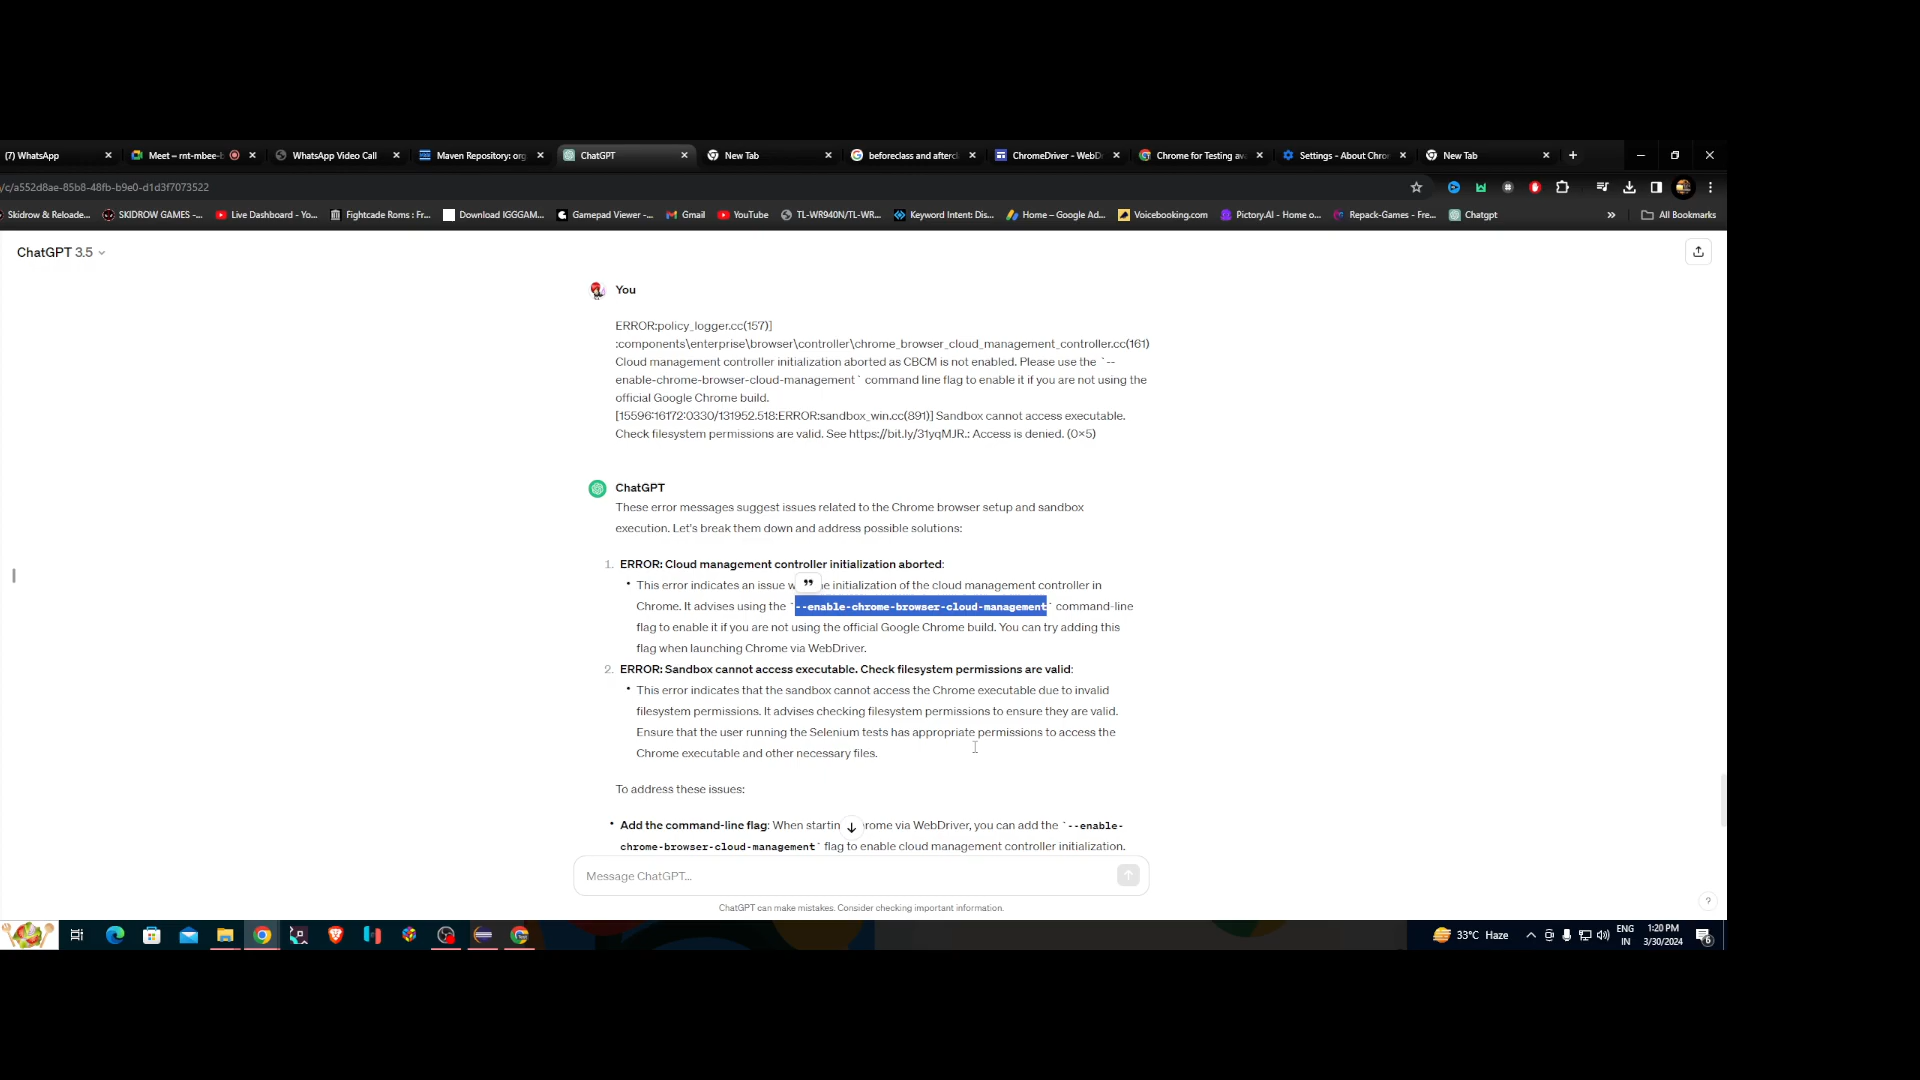 (7) WhatsApp
Meet – rnt-mbee-
WhatsApp Video Call
Maven Repository: org
ChatGPT
New Tab
beforeclass and aftercl
ChromeDriver - WebD
Chrome for Testing av
Settings - About Chro
New Tab
/c/a552d8ae-85b8-48fb-b9e0-d1d3f7073522
Skidrow & Reloade...
SKIDROW GAMES -...
Live Dashboard - Yo...
Fightcade Roms : Fr...
Download IGGGAM...
Gamepad Viewer -...
Gmail
YouTube
TL-WR940N/TL-WR...
Keyword Intent: Dis...
Home – Google Ad...
Voicebooking.com
Pictory.AI - Home o...
Repack-Games - Fre...
Chatgpt
»
All Bookmarks
ChatGPT 3.5
You
ERROR:policy_logger.cc(157)]
:components\enterprise\browser\controller\chrome_browser_cloud_management_controller.cc(161)
Cloud management controller initialization aborted as CBCM is not enabled. Please use the `--
enable-chrome-browser-cloud-management` command line flag to enable it if you are not using the
official Google Chrome build.
[15596:16172:0330/131952.518:ERROR:sandbox_win.cc(891)] Sandbox cannot access executable.
Check filesystem permissions are valid. See https://bit.ly/31yqMJR.: Access is denied. (0x5)
ChatGPT
These error messages suggest issues related to the Chrome browser setup and sandbox
execution. Let's break them down and address possible solutions:
1. ERROR: Cloud management controller initialization aborted:
• This error indicates an issue w e initialization of the cloud management controller in
Chrome. It advises using the `--enable-chrome-browser-cloud-management` command-line
flag to enable it if you are not using the official Google Chrome build. You can try adding this
flag when launching Chrome via WebDriver.
2. ERROR: Sandbox cannot access executable. Check filesystem permissions are valid:
• This error indicates that the sandbox cannot access the Chrome executable due to invalid
filesystem permissions. It advises checking filesystem permissions to ensure they are valid.
Ensure that the user running the Selenium tests has appropriate permissions to access the
Chrome executable and other necessary files.
To address these issues:
• Add the command-line flag: When startin rome via WebDriver, you can add the `--enable-
chrome-browser-cloud-management` flag to enable cloud management controller initialization.
Message ChatGPT...
ChatGPT can make mistakes. Consider checking important information.
?
33°C Haze
ENG
IN
1:20 PM
3/30/2024
6